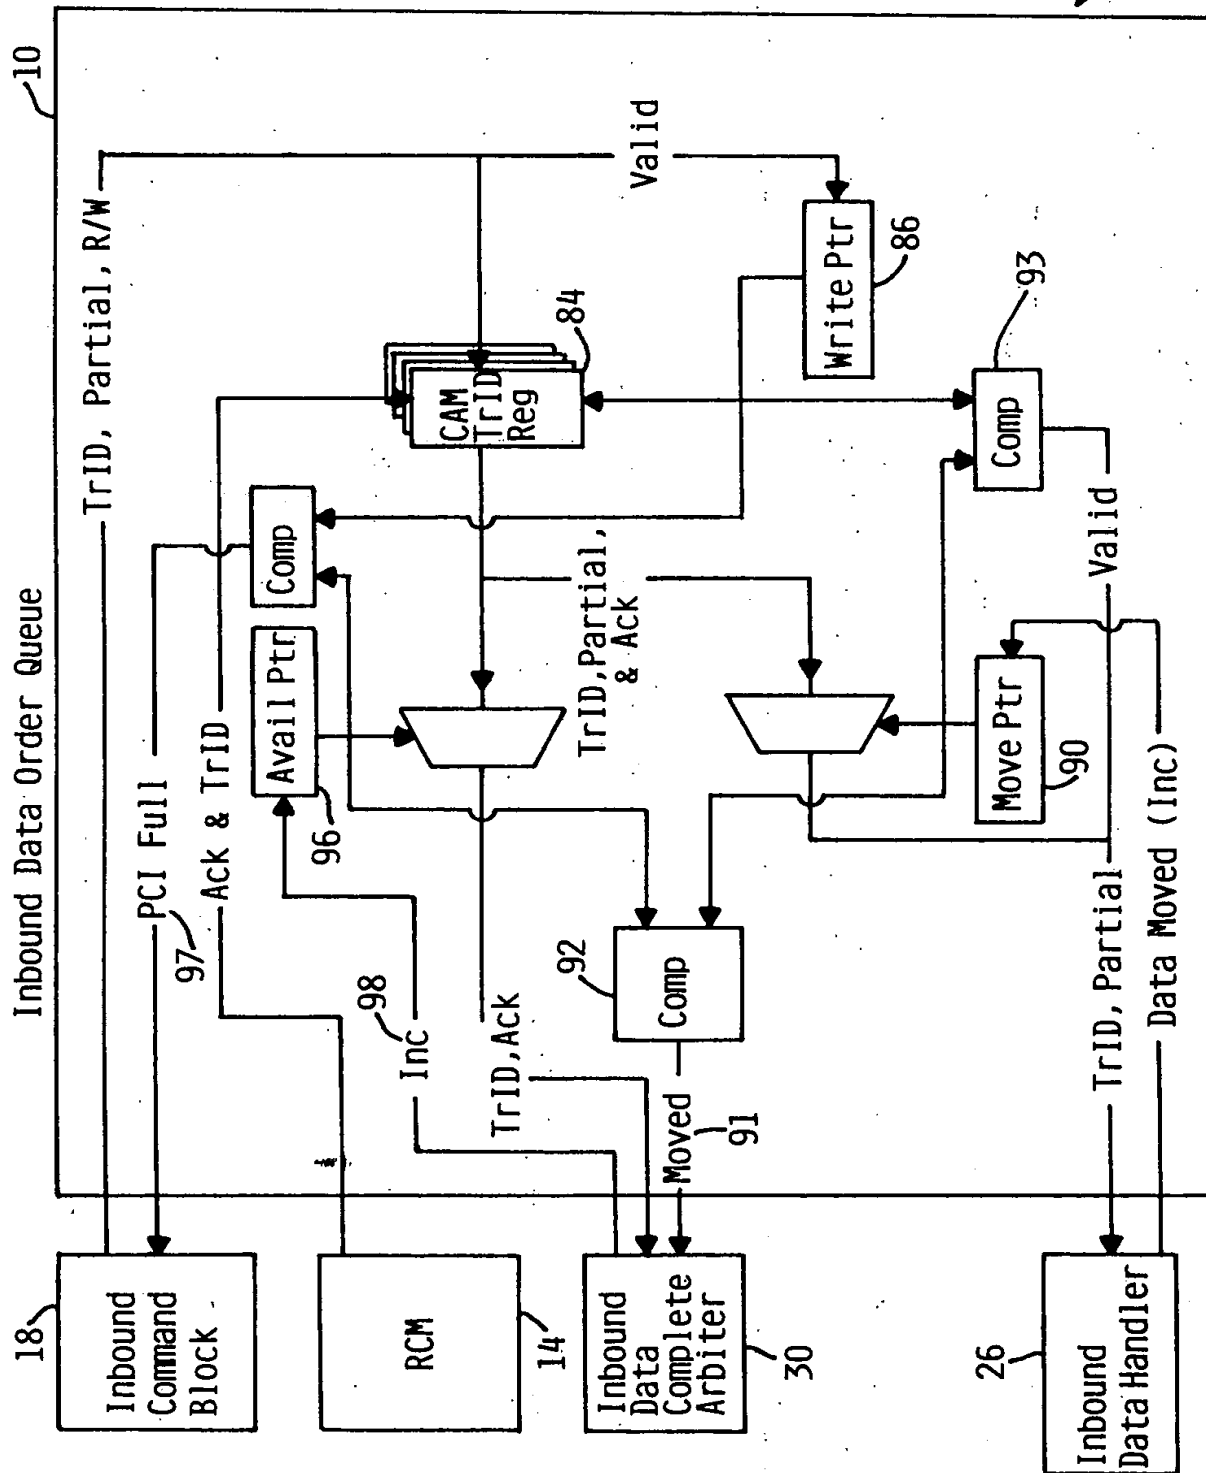 Inbound Data Order Queue
10
18
Inbound
Command
Block
TrID, Partial, R/W
PCI Full
97
Ack & TrID
RCM
14
Avail Ptr
96
Comp
CAM
TrID
Reg
84
Valid
Write Ptr
86
Inc
98
TrID, Ack
TrID, Partial,
& Ack
Inbound
Data
Complete
Arbiter
30
Moved
91
Comp
92
Comp
93
Move Ptr
90
Valid
Inbound
Data Handler
26
TrID, Partial
Data Moved (Inc)